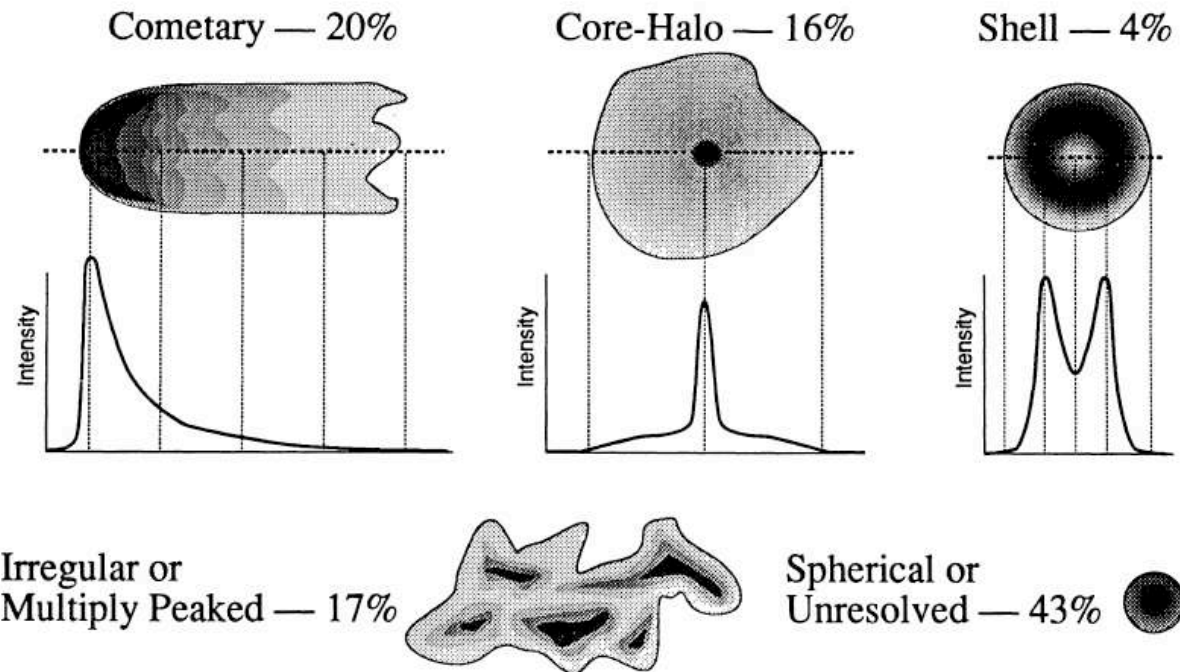 Cometary — 20%
Core-Halo — 16%
Shell — 4%
Intensity
Intensity
Intensity
Irregular or
Multiply Peaked — 17%
Spherical or
Unresolved — 43%